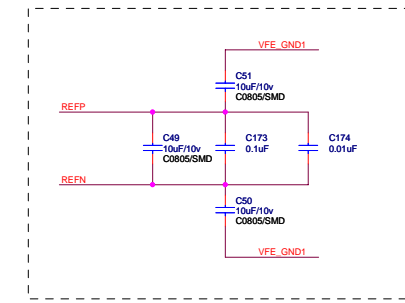 VFE_GND1
C51
10uF/10v
C0805/SMD
REFP
C49
10uF/10v
C0805/SMD
C173
0.1uF
C174
0.01uF
REFN
C50
10uF/10v
C0805/SMD
VFE_GND1